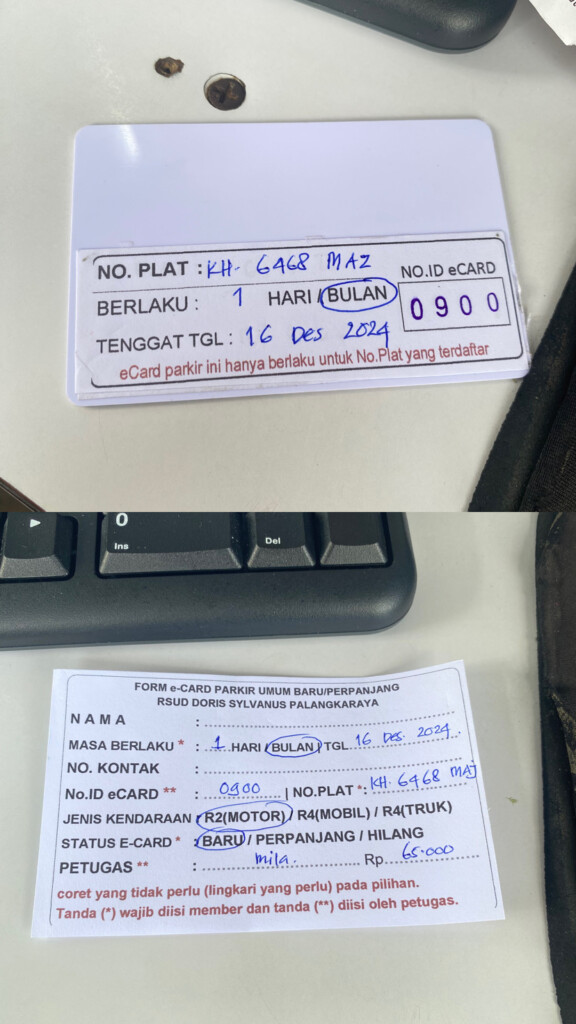 NO. PLAT : KH. 6468 MAZ
BERLAKU : 1 HARI / BULAN
NO.ID eCARD
0900
TENGGAT TGL : 16 Des 2024
eCard parkir ini hanya berlaku untuk No.Plat yang terdaftar
0
Ins
Del
FORM e-CARD PARKIR UMUM BARU/PERPANJANG
RSUD DORIS SYLVANUS PALANGKARAYA
N A M A :
MASA BERLAKU * : 1 HARI / BULAN / TGL 16 Des. 2024
NO. KONTAK :
No.ID eCARD ** : 0900 | NO.PLAT * : KH. 6468 MAZ
JENIS KENDARAAN : R2(MOTOR) / R4(MOBIL) / R4(TRUK)
STATUS E-CARD * : BARU / PERPANJANG / HILANG
PETUGAS ** : mila. Rp 65.000
coret yang tidak perlu (lingkari yang perlu) pada pilihan.
Tanda (*) wajib diisi member dan tanda (**) diisi oleh petugas.